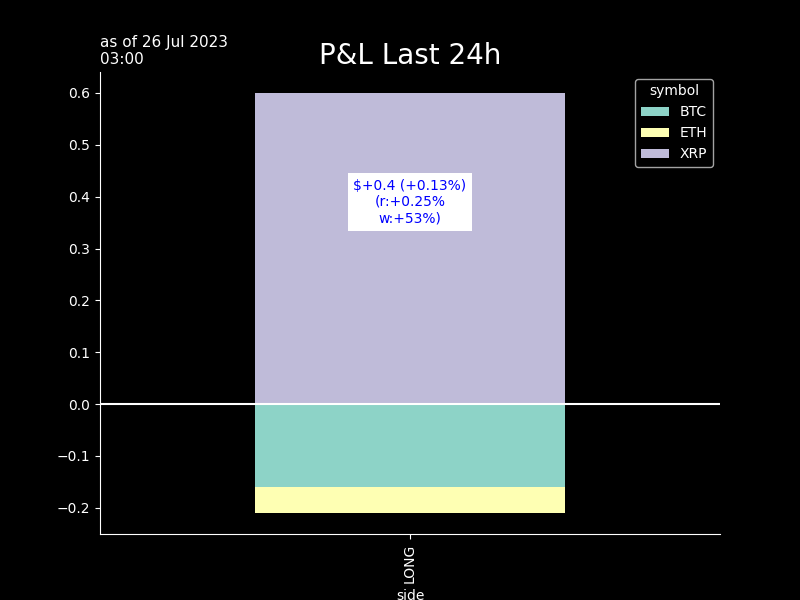 as of 26 Jul 2023
03:00
P&L Last 24h
symbol
BTC
ETH
XRP
0.6
0.5
0.4
0.3
0.2
0.1
0.0
−0.1
−0.2
$+0.4 (+0.13%)
(r:+0.25%
w:+53%)
LONG
side